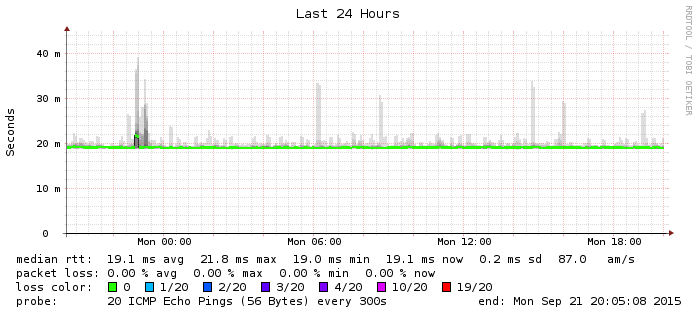 Last 24 Hours
RRDTOOL / TOBI OETIKER
Seconds
40 m
30 m
20 m
10 m
0
Mon 00:00 Mon 06:00 Mon 12:00 Mon 18:00
median rtt: 19.1 ms avg 21.8 ms max 19.0 ms min 19.1 ms now 0.2 ms sd 87.0 am/s
packet loss: 0.00 % avg 0.00 % max 0.00 % min 0.00 % now
loss color: 0 1/20 2/20 3/20 4/20 10/20 19/20
probe: 20 ICMP Echo Pings (56 Bytes) every 300s end: Mon Sep 21 20:05:08 2015